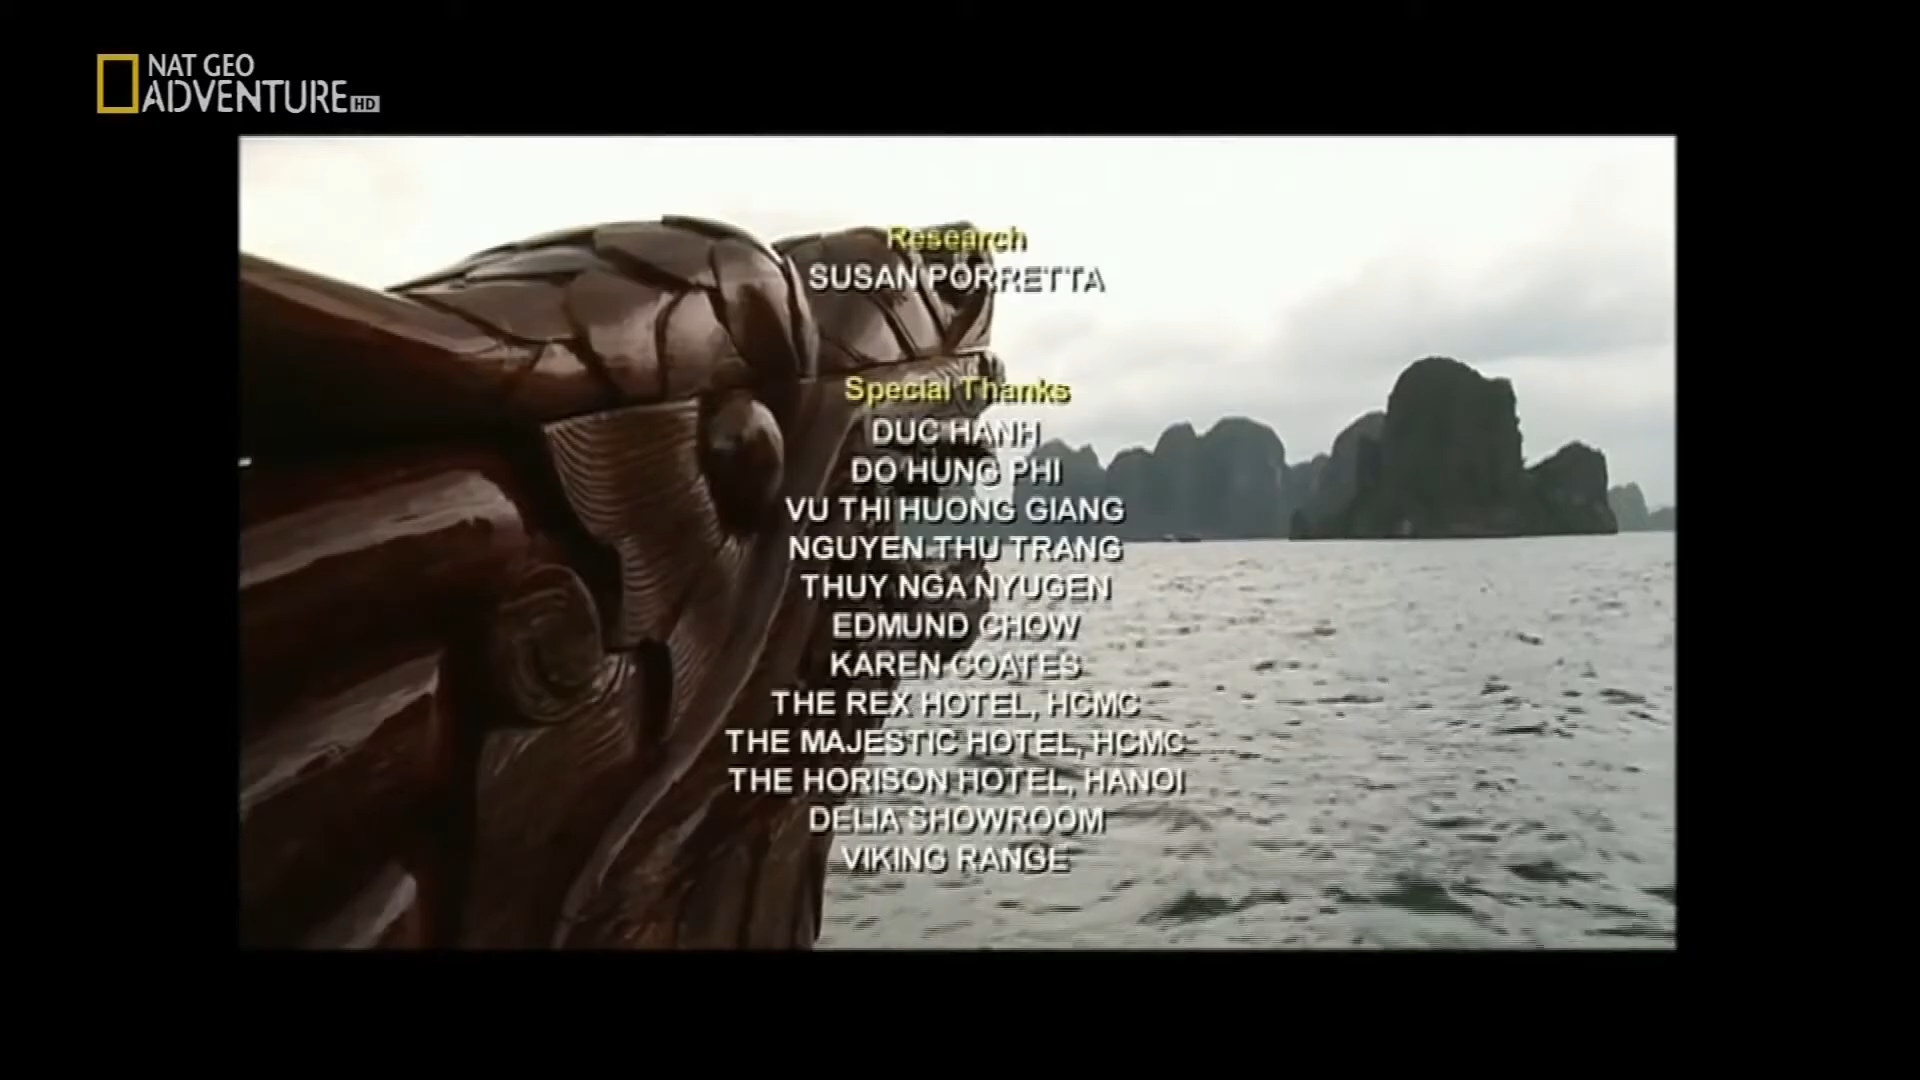 NAT GEO
ADVENTURE HD
Research
SUSAN PORRETTA
Special Thanks
DUC HANH
DO HUNG PHI
VU THI HUONG GIANG
NGUYEN THU TRANG
THUY NGA NYUGEN
EDMUND CHOW
KAREN COATES
THE REX HOTEL, HCMC
THE MAJESTIC HOTEL, HCMC
THE HORISON HOTEL, HANOI
DELIA SHOWROOM
VIKING RANGE